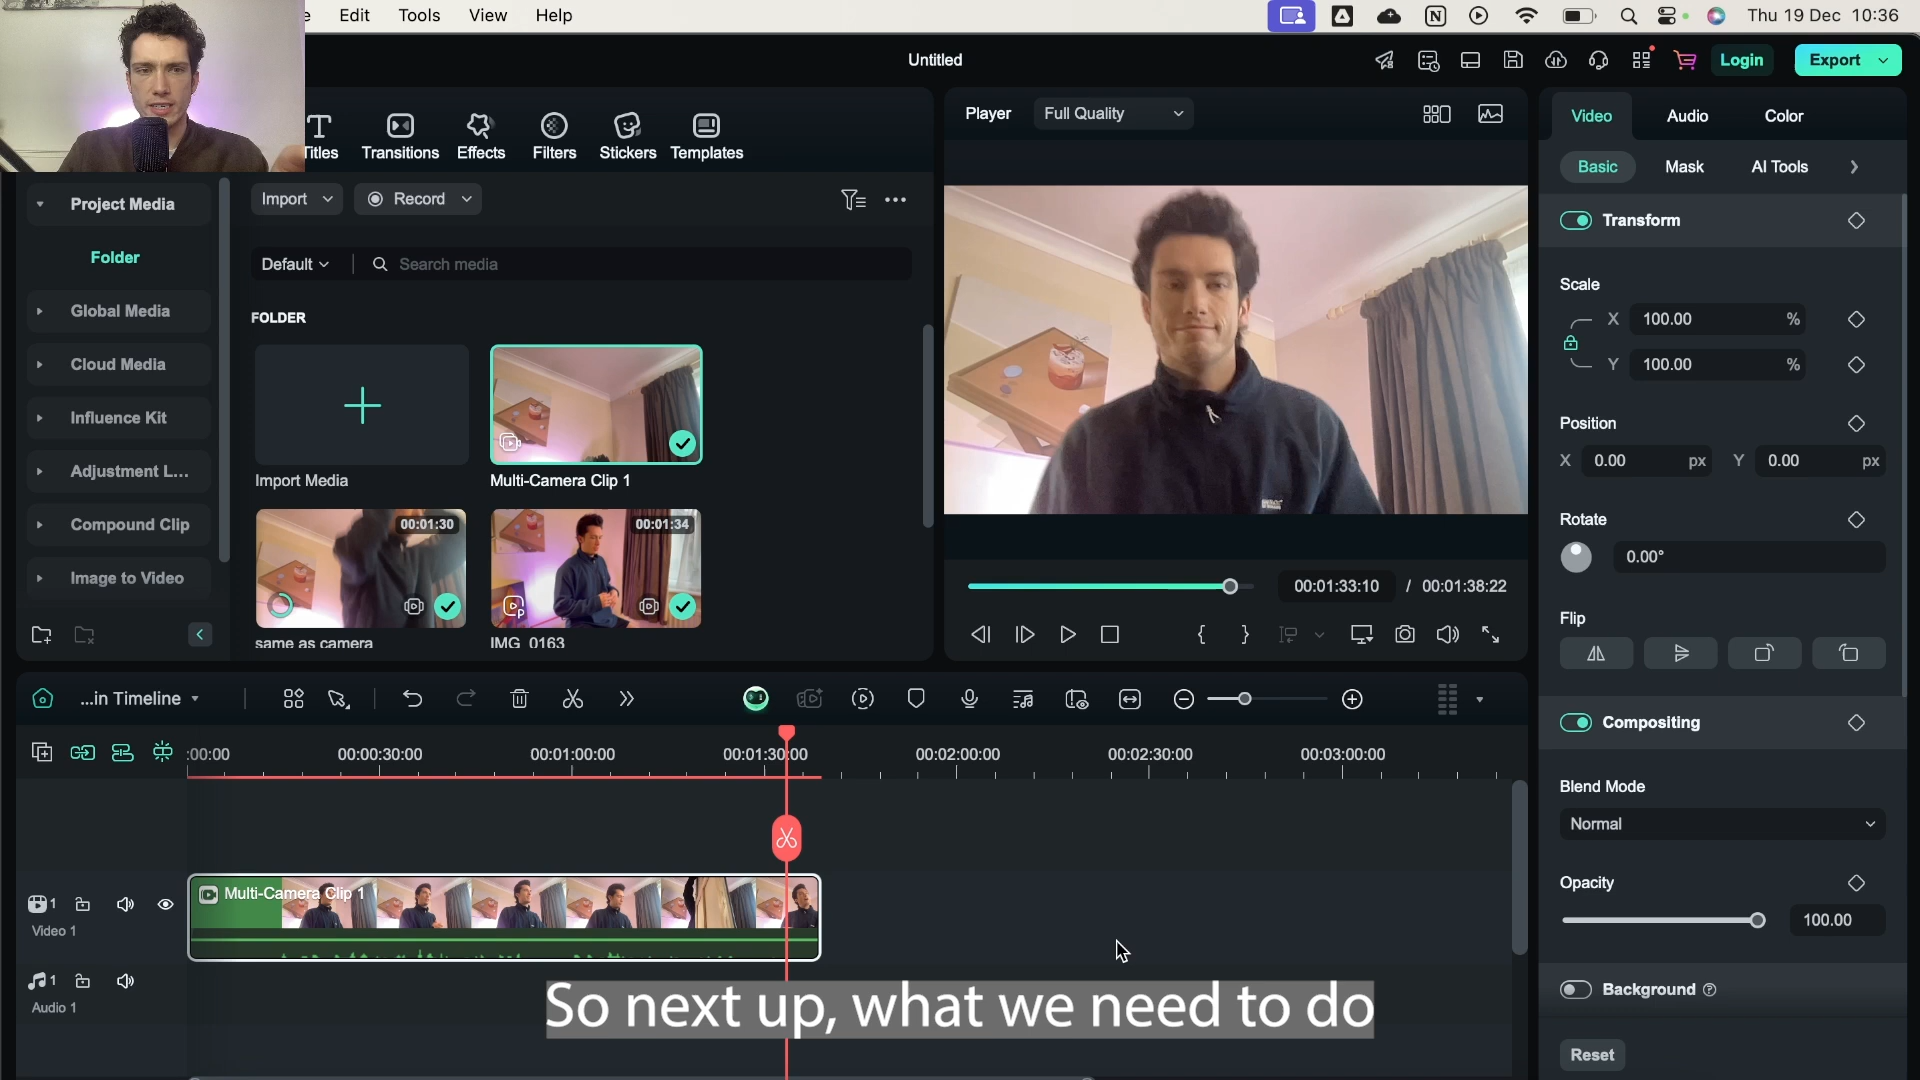 Edit Tools View Help
Thu 19 Dec 10:36
Untitled
Login
Export
Titles
Transitions
Effects
Filters
Stickers
Templates
Player
Full Quality
Video
Audio
Color
Project Media
Folder
Global Media
Cloud Media
Influence Kit
Adjustment L...
Compound Clip
Image to Video
Import
Record
Default
Search media
FOLDER
Import Media
Multi-Camera Clip 1
00:01:30
same as camera
00:01:34
IMG_0163
00:01:33:10 / 00:01:38:22
Basic
Mask
AI Tools
Transform
Scale
X 100.00 %
Y 100.00 %
Position
X 0.00 px Y 0.00 px
Rotate
0.00°
Flip
Compositing
Blend Mode
Normal
Opacity
100.00
Background
Reset
...in Timeline
:00:00
00:00:30:00
00:01:00:00
00:01:30:00
00:02:00:00
00:02:30:00
00:03:00:00
Multi-Camera Clip 1
1
Video 1
1
Audio 1
So next up, what we need to do